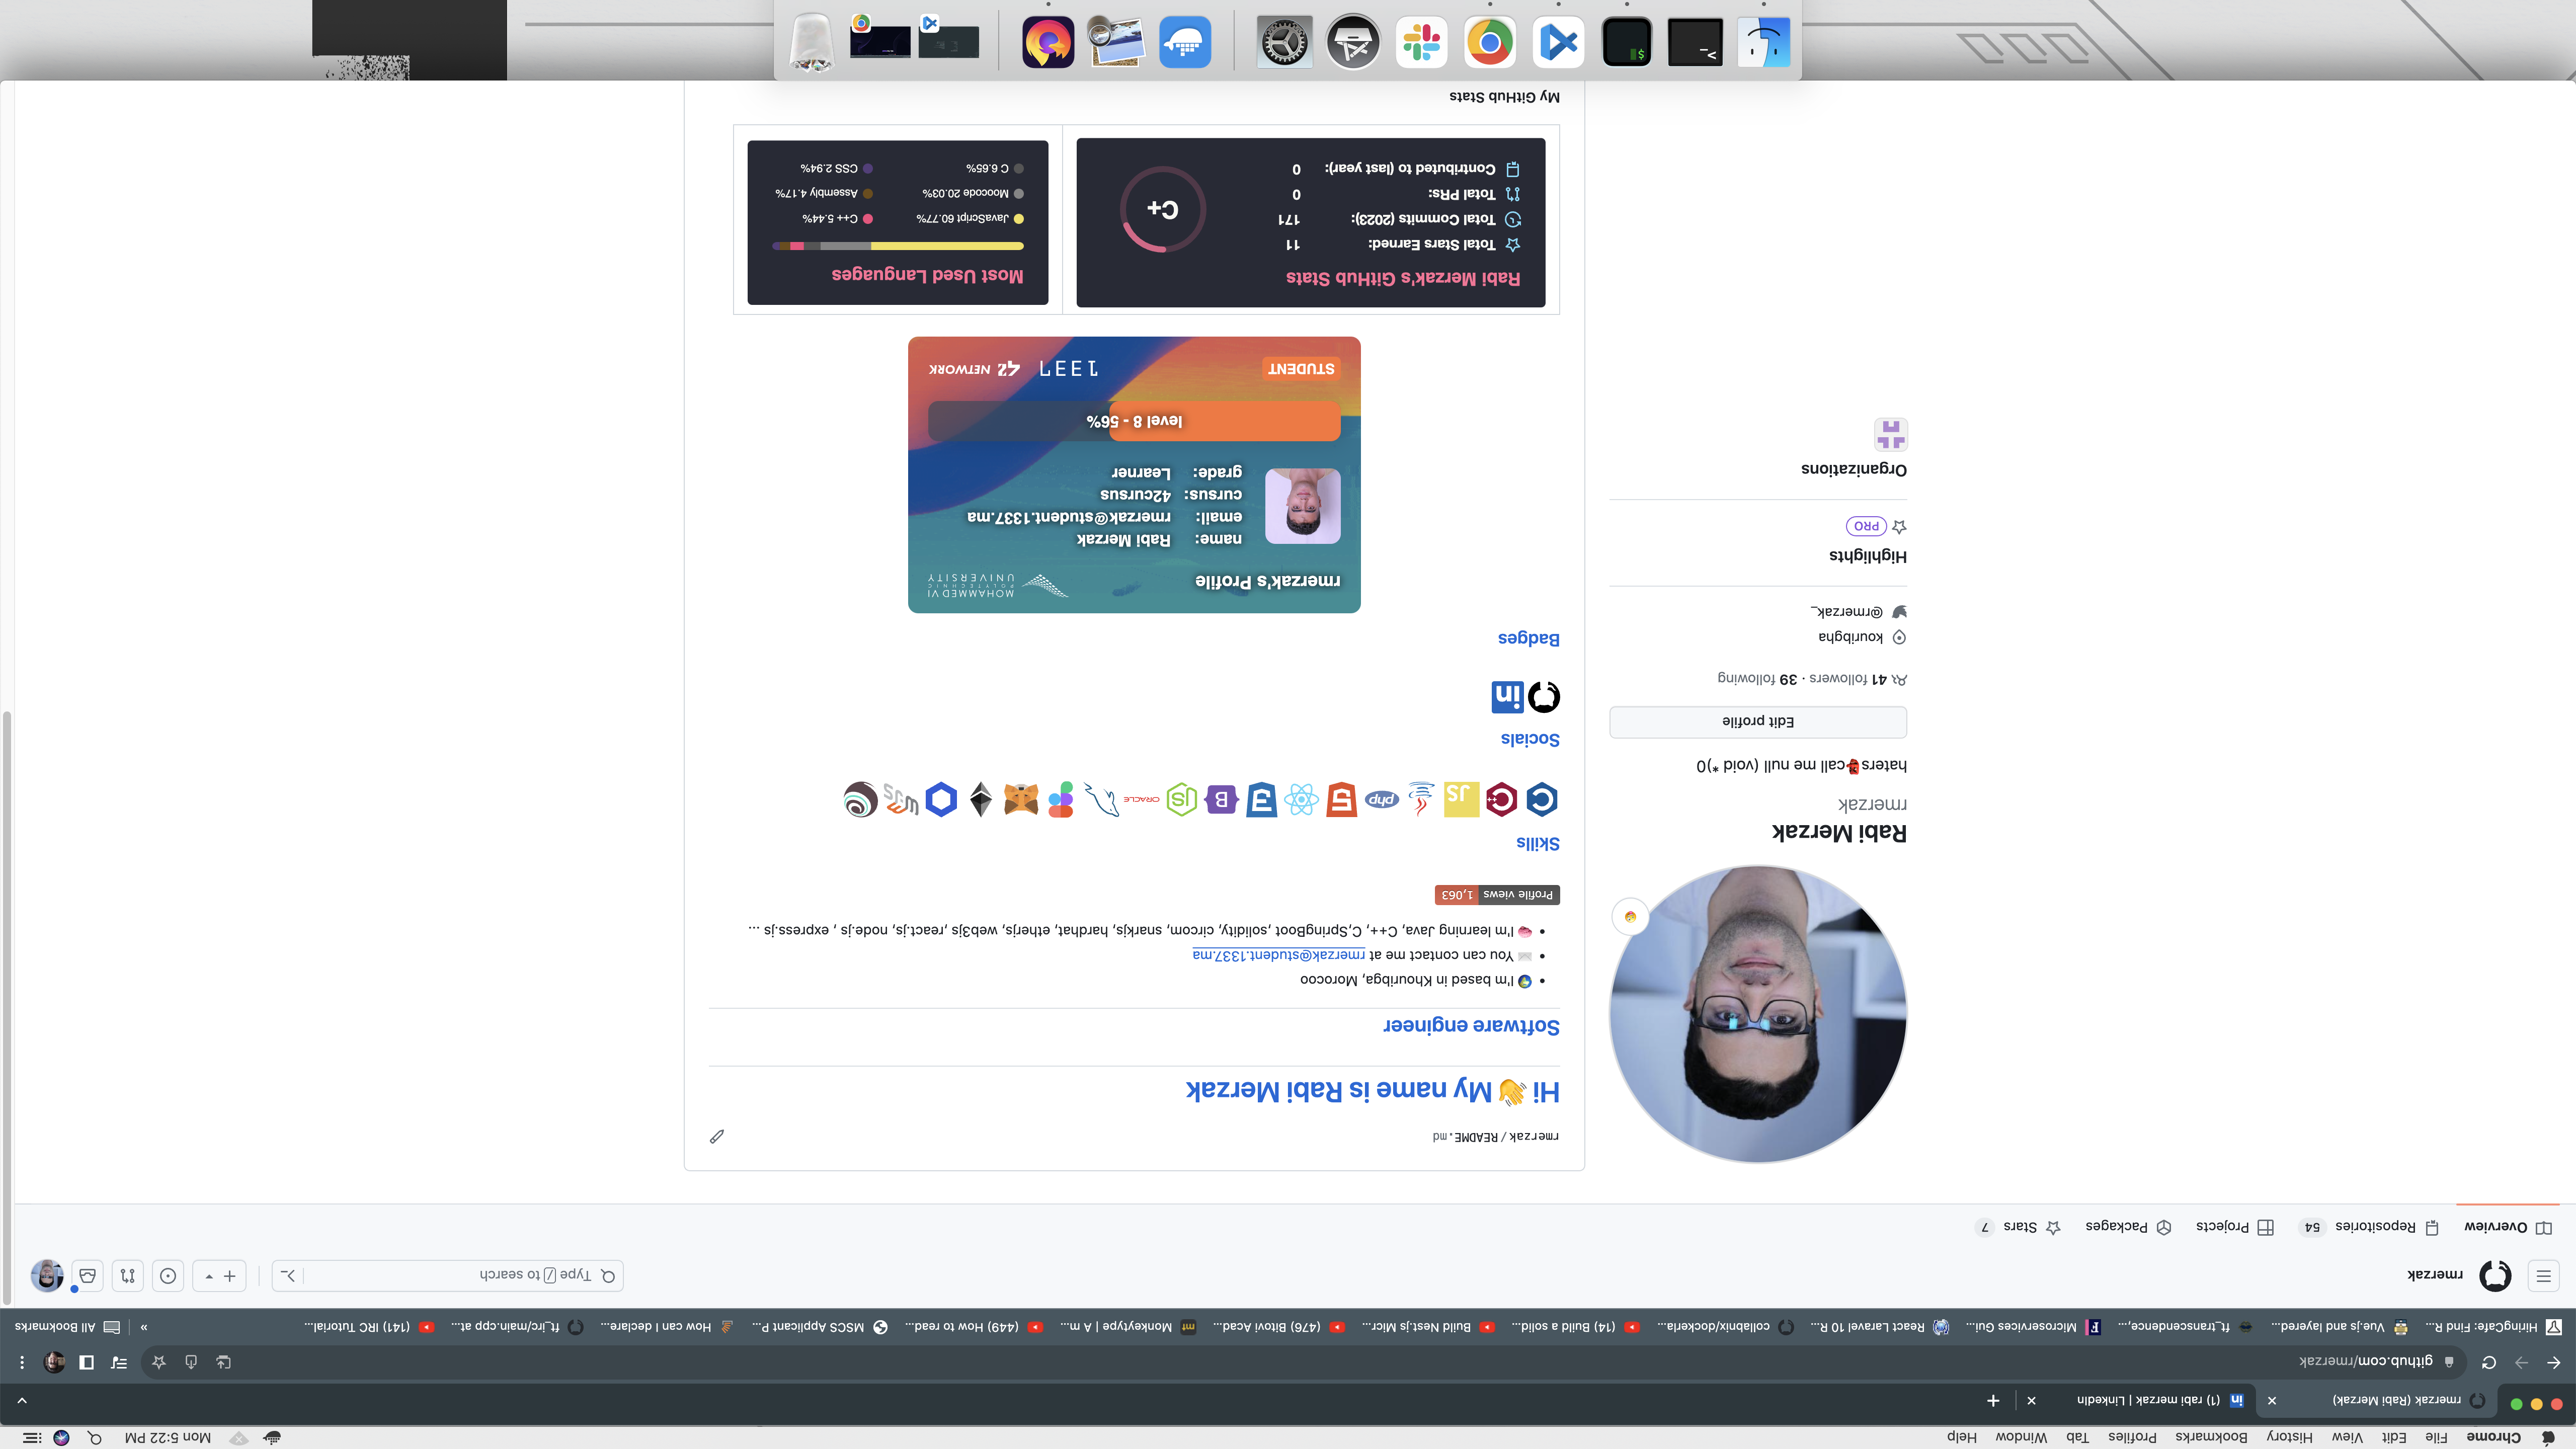 Chrome File Edit View History Bookmarks Profiles Tab Window Help
Mon 5:22 PM
rmerzak (Rabi Merzak)
(1) rabi merzak | LinkedIn
github.com/rmerzak
HiringCafe: Find R...
Vue.js and layered...
ft_transcendence,...
Microservices Gui...
React Laravel 10 R...
collabnix/dockerla...
(14) Build a solid...
Build Nest.js Micr...
(476) Bitovi Acad...
Monkeytype | A m...
(449) How to read...
MSCS Applicant P...
How can I declare...
ft_irc/main.cpp at...
(141) IRC Tutorial...
»
All Bookmarks
rmerzak
Type / to search
Overview
Repositories 54
Projects
Packages
Stars 7
Rabi Merzak
rmerzak
haters👺call me null (void *)0
Edit profile
41 followers · 39 following
kouribgha
@rmerzak_
Highlights
PRO
Organizations
rmerzak / README.md
Hi 👋 My name is Rabi Merzak
Software engineer
• 🌍 I'm based in Khouribga, Morocoo
• ✉️ You can contact me at rmerzak@student.1337.ma
• 🧠 I'm learning Java, C++, C,SpringBoot ,solidity, circom, snarkjs, hardhat, etherjs, web3js ,react.js, node.js , express.js ...
Profile views 1,063
Skills
JS
php
B
ORACLE
Socials
in
Badges
rmerzak's Profile
MOHAMMED VI
POLYTECHNIC
UNIVERSITY
name: Rabi Merzak
email: rmerzak@student.1337.ma
cursus: 42cursus
grade: Learner
level 8 - 56%
STUDENT
1337 42 NETWORK
Rabi Merzak's GitHub Stats
Total Stars Earned: 11
Total Commits (2023): 171
Total PRs: 0
Contributed to (last year): 0
C+
Most Used Languages
JavaScript 60.77%
Moocode 20.03%
C 6.65%
C++ 5.44%
Assembly 4.17%
CSS 2.94%
My GitHub Stats